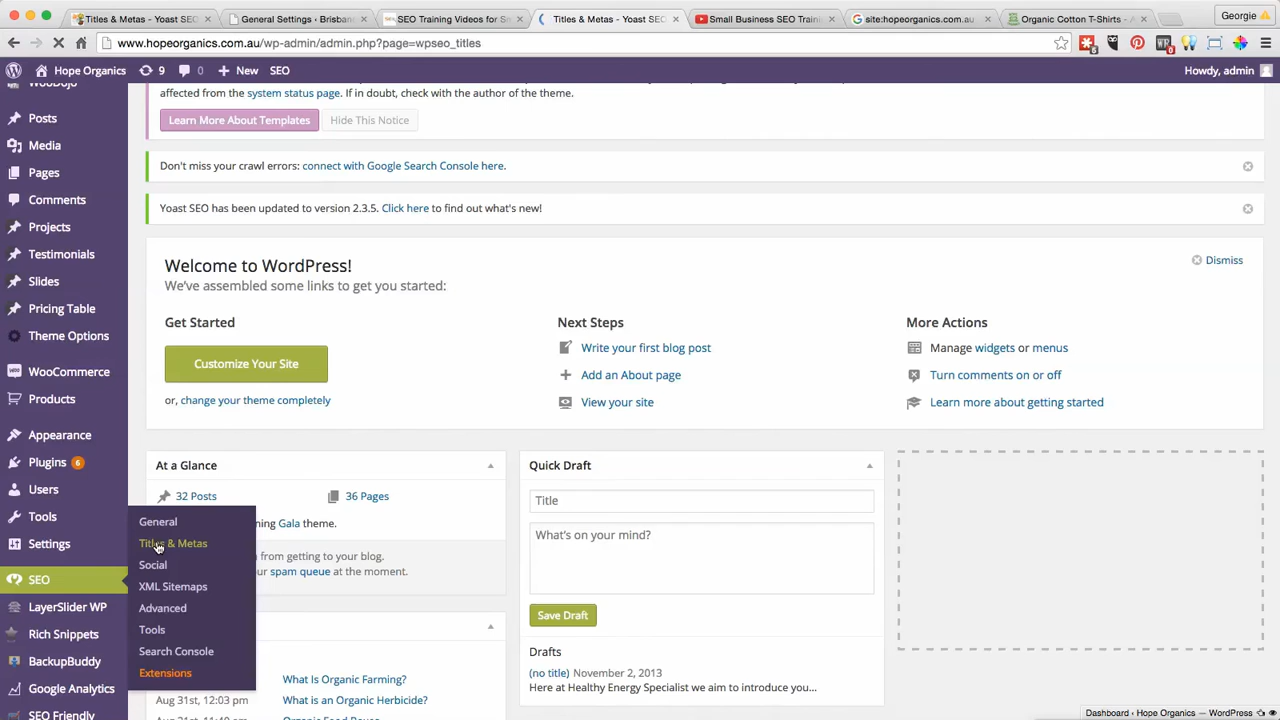 Titles & Metas - Yoast SEO
General Settings ‹ Brisban
SEO Training Videos for S
Titles & Metas - Yoast SEO
Small Business SEO Train
site:hopeorganics.com.au
Organic Cotton T-Shirts - A
Georgie
www.hopeorganics.com.au/wp-admin/admin.php?page=wpseo_titles
Hope Organics
9
0
New
SEO
Howdy, admin
Posts
Media
Pages
Comments
Projects
Testimonials
Slides
Pricing Table
Theme Options
WooCommerce
Products
Appearance
Plugins 6
Users
Tools
Settings
SEO
LayerSlider WP
Rich Snippets
BackupBuddy
Google Analytics
SEO Friendly
General
Titles & Metas
Social
XML Sitemaps
Advanced
Tools
Search Console
Extensions
affected from the system status page. If in doubt, check with the author of the theme.
Learn More About Templates
Hide This Notice
Don't miss your crawl errors: connect with Google Search Console here.
Yoast SEO has been updated to version 2.3.5. Click here to find out what's new!
Welcome to WordPress!
Dismiss
We've assembled some links to get you started:
Get Started
Customize Your Site
or, change your theme completely
Next Steps
Write your first blog post
Add an About page
View your site
More Actions
Manage widgets or menus
Turn comments on or off
Learn more about getting started
At a Glance
32 Posts
36 Pages
ning Gala theme.
from getting to your blog.
ur spam queue at the moment.
What Is Organic Farming?
Aug 31st, 12:03 pm
What is an Organic Herbicide?
Quick Draft
Title
What's on your mind?
Save Draft
Drafts
(no title) November 2, 2013
Here at Healthy Energy Specialist we aim to introduce you...
Dashboard ‹ Hope Organics — WordPress